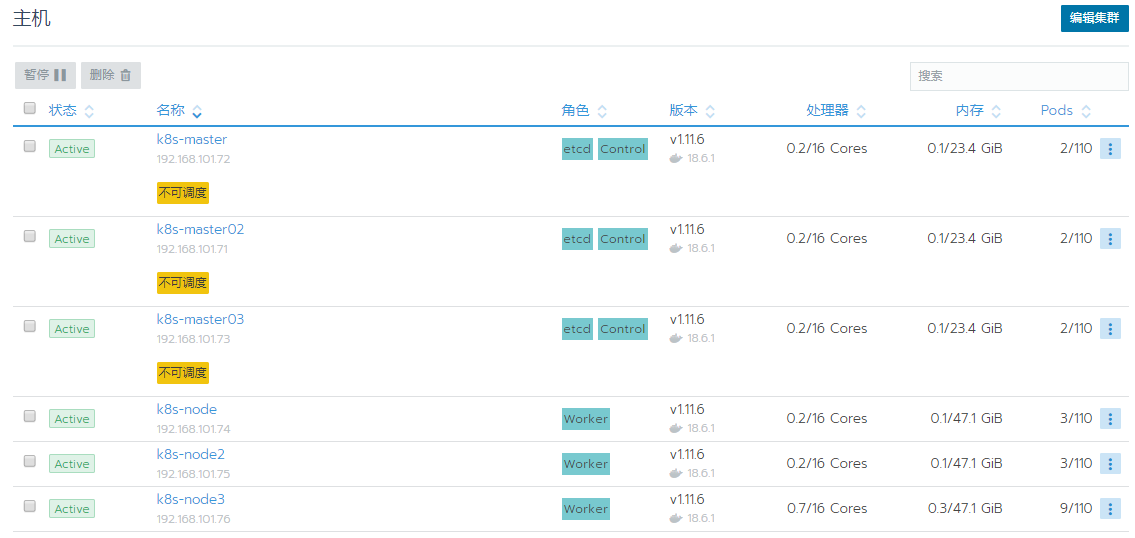 主机
编辑集群
暂停 删除
搜索
状态 名称 角色 版本 处理器 内存 Pods
Active k8s-master etcd Control v1.11.6 0.2/16 Cores 0.1/23.4 GiB 2/110
192.168.101.72 18.6.1
不可调度
Active k8s-master02 etcd Control v1.11.6 0.2/16 Cores 0.1/23.4 GiB 2/110
192.168.101.71 18.6.1
不可调度
Active k8s-master03 etcd Control v1.11.6 0.2/16 Cores 0.1/23.4 GiB 2/110
192.168.101.73 18.6.1
不可调度
Active k8s-node Worker v1.11.6 0.2/16 Cores 0.1/47.1 GiB 3/110
192.168.101.74 18.6.1
Active k8s-node2 Worker v1.11.6 0.2/16 Cores 0.1/47.1 GiB 3/110
192.168.101.75 18.6.1
Active k8s-node3 Worker v1.11.6 0.7/16 Cores 0.3/47.1 GiB 9/110
192.168.101.76 18.6.1